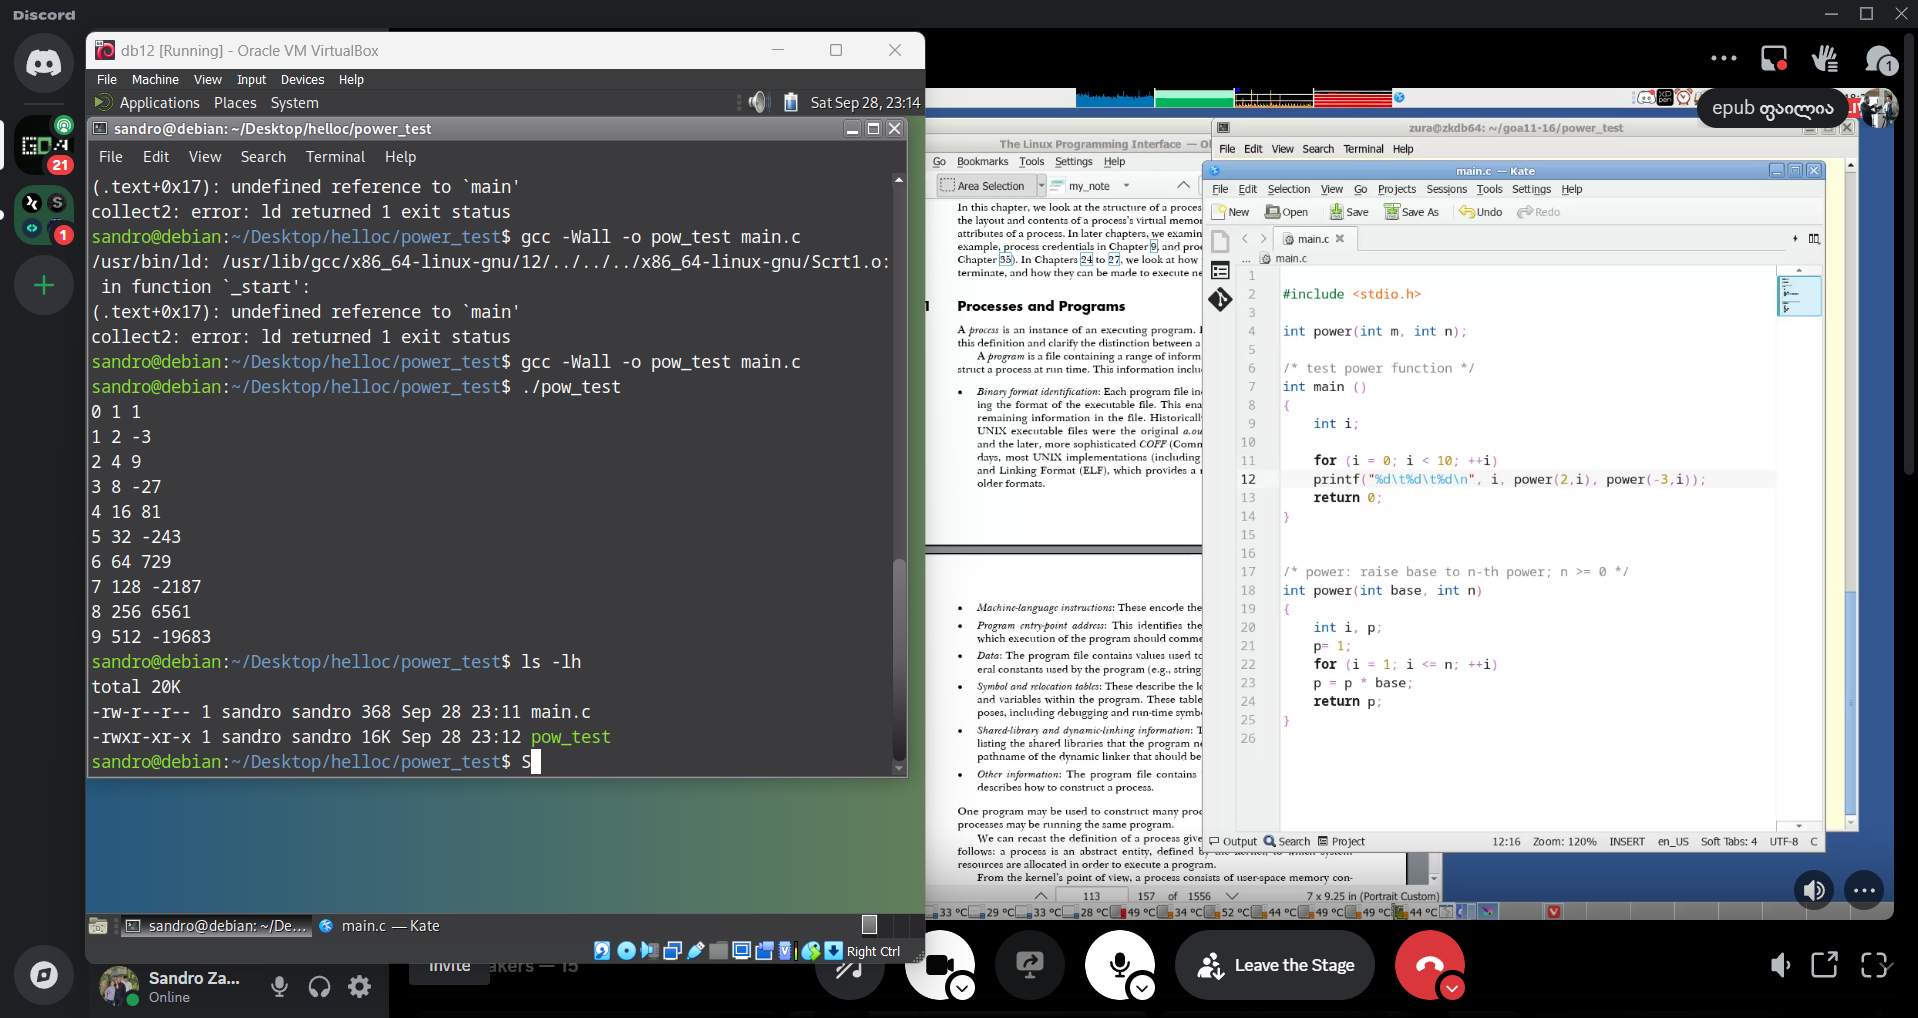 Discord
db12 [Running] - Oracle VM VirtualBox
File Machine View Input Devices Help
Applications Places System
Sat Sep 28, 23:14
sandro@debian: ~/Desktop/helloc/power_test
File Edit View Search Terminal Help
(.text+0x17): undefined reference to `main'
collect2: error: ld returned 1 exit status
sandro@debian:~/Desktop/helloc/power_test$ gcc -Wall -o pow_test main.c
/usr/bin/ld: /usr/lib/gcc/x86_64-linux-gnu/12/../../../x86_64-linux-gnu/Scrt1.o:
in function `_start':
(.text+0x17): undefined reference to `main'
collect2: error: ld returned 1 exit status
sandro@debian:~/Desktop/helloc/power_test$ gcc -Wall -o pow_test main.c
sandro@debian:~/Desktop/helloc/power_test$ ./pow_test
0 1 1
1 2 -3
2 4 9
3 8 -27
4 16 81
5 32 -243
6 64 729
7 128 -2187
8 256 6561
9 512 -19683
sandro@debian:~/Desktop/helloc/power_test$ ls -lh
total 20K
-rw-r--r-- 1 sandro sandro 368 Sep 28 23:11 main.c
-rwxr-xr-x 1 sandro sandro 16K Sep 28 23:12 pow_test
sandro@debian:~/Desktop/helloc/power_test$ S
sandro@debian: ~/De...
main.c — Kate
Right Ctrl
21
1
Invite
akers — 15
Sandro Za...
Online
Leave the Stage
1
epub ფაილია
The Linux Programming Interface — O
Go Bookmarks Tools Settings Help
Area Selection
my_note
In this chapter, we look at the structure of a proces
the layout and contents of a process's virtual memor
attributes of a process. In later chapters, we examin
example, process credentials in Chapter 9, and proc
Chapter 35). In Chapters 24 to 27, we look at how
terminate, and how they can be made to execute ne
1 Processes and Programs
A process is an instance of an executing program. I
this definition and clarify the distinction between a
A program is a file containing a range of inform
struct a process at run time. This information inclu
• Binary format identification: Each program file in
ing the format of the executable file. This ena
remaining information in the file. Historicall
UNIX executable files were the original a.ou
and the later, more sophisticated COFF (Comm
days, most UNIX implementations (including
and Linking Format (ELF), which provides a
older formats.
• Machine-language instructions: These encode the
• Program entry-point address: This identifies the
which execution of the program should comme
• Data: The program file contains values used to
eral constants used by the program (e.g., string
• Symbol and relocation tables: These describe the lo
and variables within the program. These table
poses, including debugging and run-time symb
• Shared-library and dynamic-linking information: T
listing the shared libraries that the program n
pathname of the dynamic linker that should be
• Other information: The program file contains
describes how to construct a process.
One program may be used to construct many proc
processes may be running the same program.
We can recast the definition of a process give
follows: a process is an abstract entity, defined by the kernel, to which system
resources are allocated in order to execute a program.
From the kernel's point of view, a process consists of user-space memory con-
113 157 of 1556
7 x 9.25 in (Portrait Custom)
33 °C 29 °C 33 °C 28 °C 49 °C 34 °C 52 °C 44 °C 49 °C 49 °C 44 °C
zura@zkdb64: ~/goa11-16/power_test
File Edit View Search Terminal Help
main.c — Kate
File Edit Selection View Go Projects Sessions Tools Settings Help
New Open Save Save As Undo Redo
main.c
... main.c
1
2 #include <stdio.h>
3
4 int power(int m, int n);
5
6 /* test power function */
7 int main ()
8 {
9 int i;
10
11 for (i = 0; i < 10; ++i)
12 printf("%d\t%d\t%d\n", i, power(2,i), power(-3,i));
13 return 0;
14 }
15
16
17 /* power: raise base to n-th power; n >= 0 */
18 int power(int base, int n)
19 {
20 int i, p;
21 p= 1;
22 for (i = 1; i <= n; ++i)
23 p = p * base;
24 return p;
25 }
26
Output Search Project
12:16 Zoom: 120% INSERT en_US Soft Tabs: 4 UTF-8 C